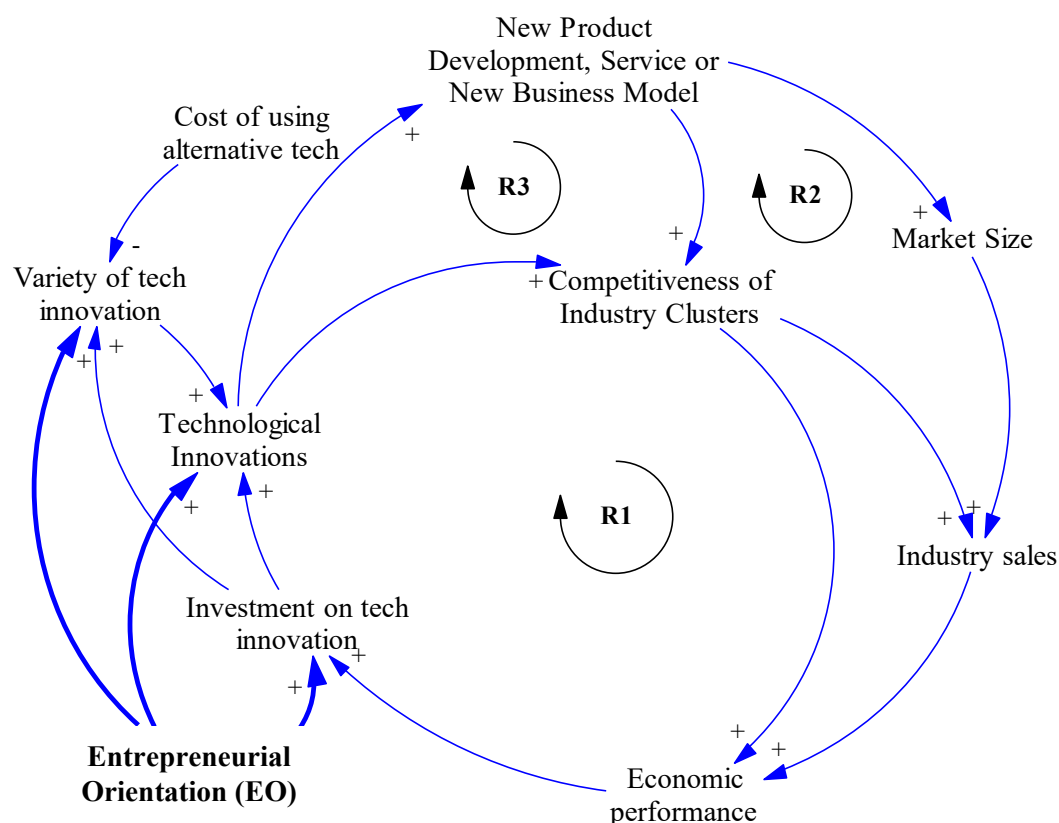 New Product
Development, Service or
New Business Model
Cost of using
alternative tech
+
R3
R2
-
+
+
Market Size
Variety of tech
innovation
+
Competitiveness of
Industry Clusters
+
+
+
Technological
Innovations
+
+
R1
+
+
Industry sales
Investment on tech
innovation
+
+
+
+
Entrepreneurial
Orientation (EO)
Economic
performance